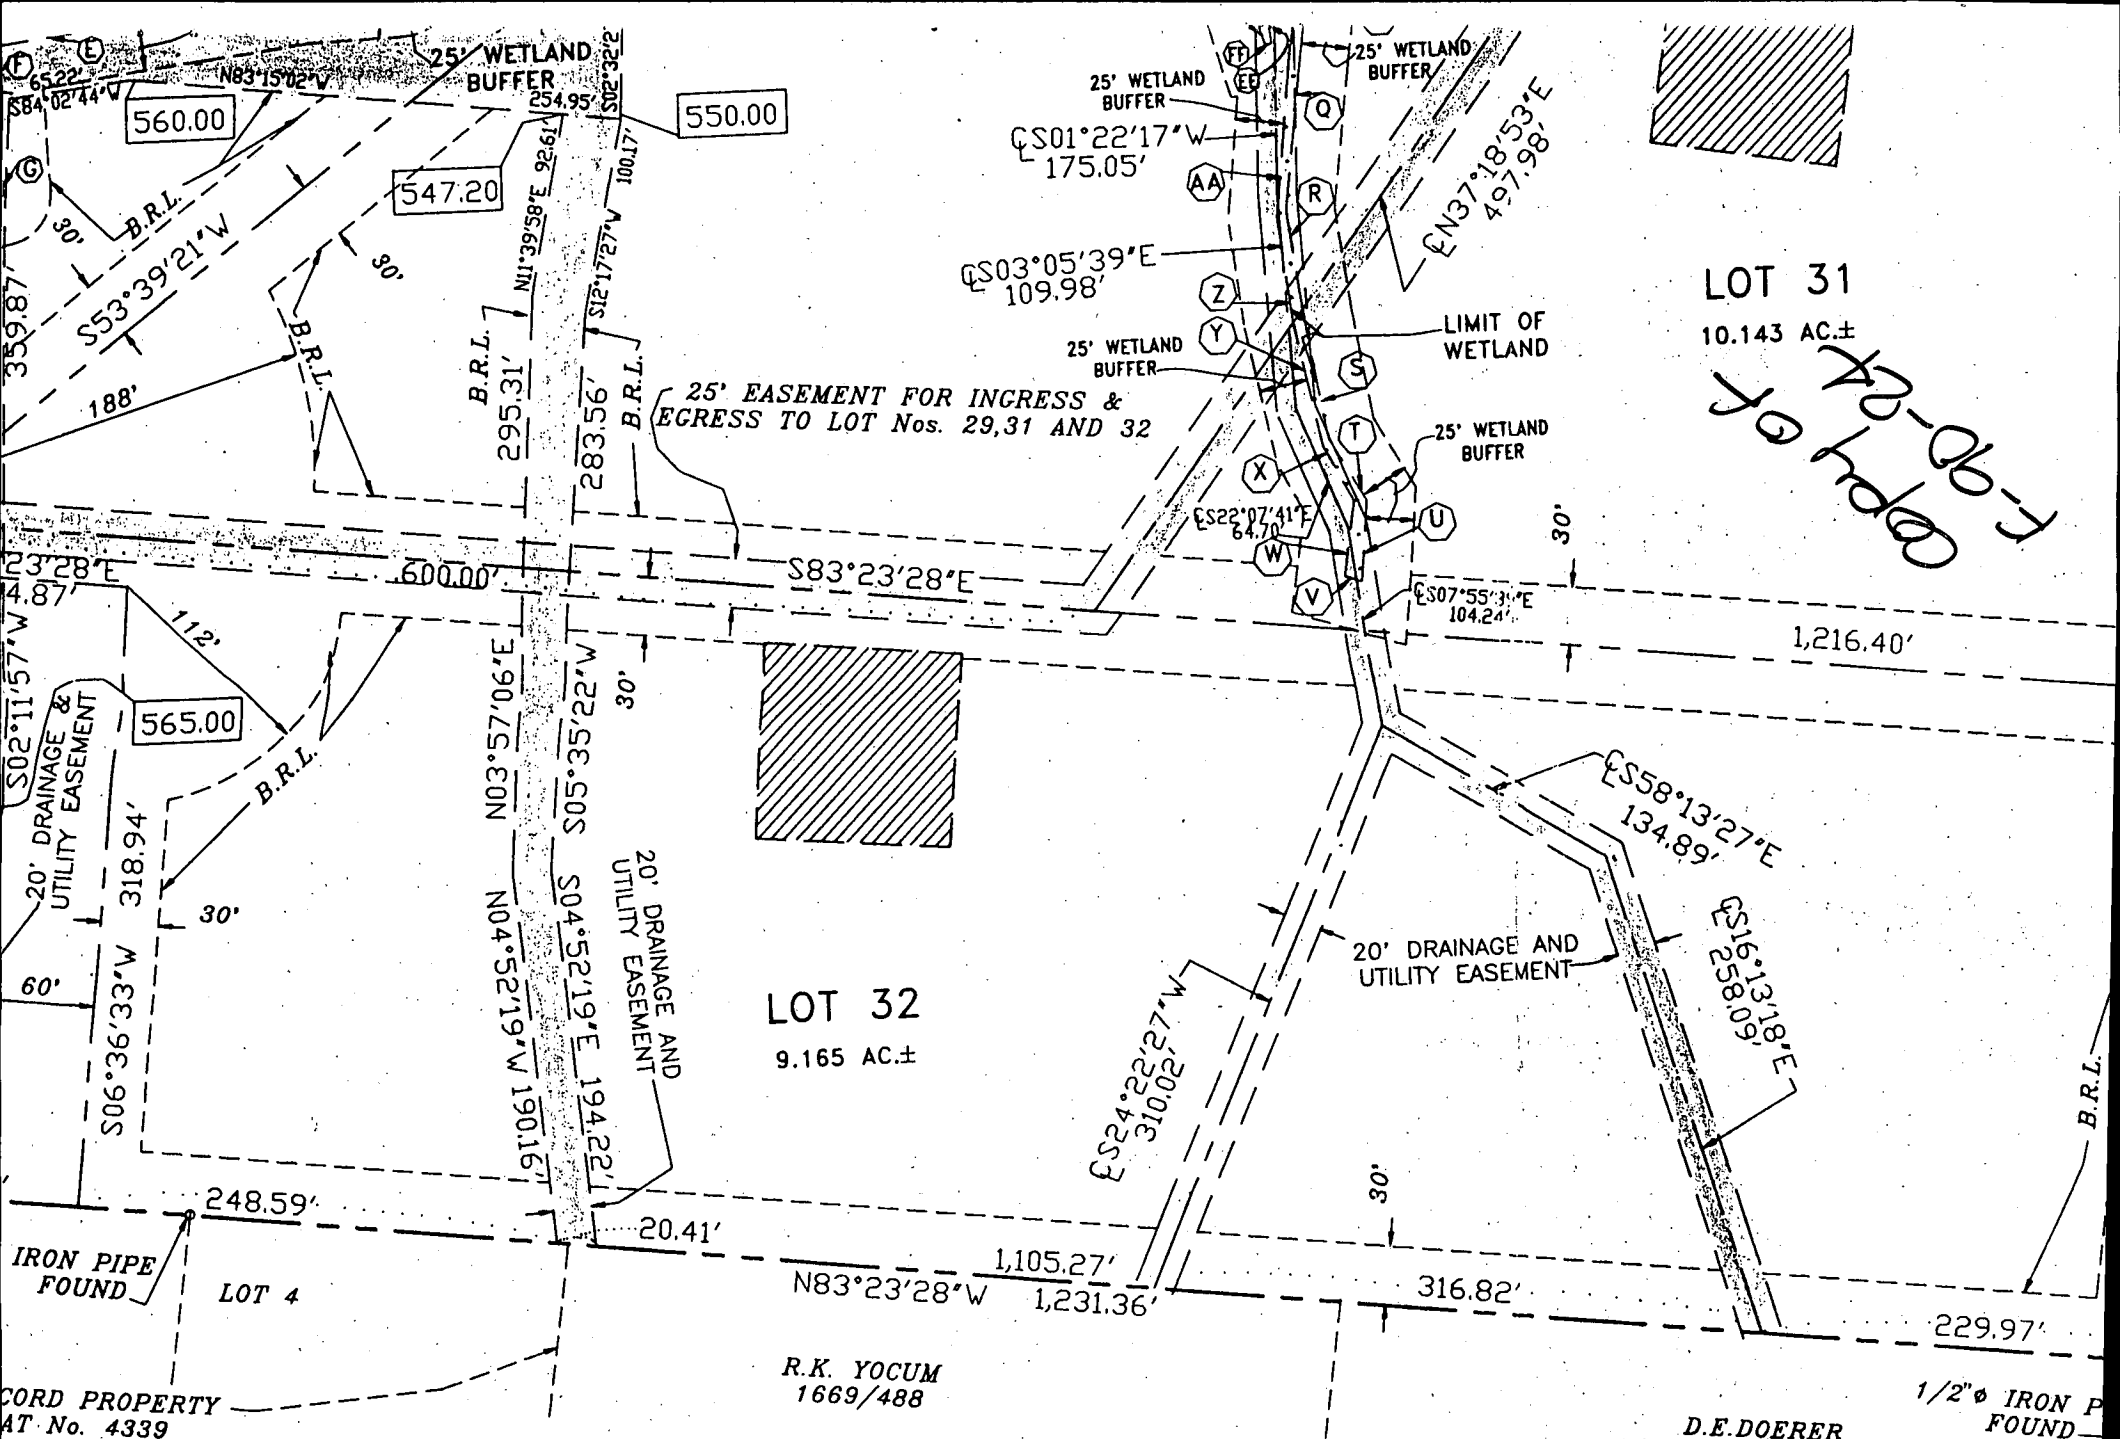 F
E
65.22'
S84°02'44"W
N83°15'02"W
25' WETLAND
BUFFER
254.95'
S02°32'2
560.00
550.00
547.20
G
30'
B.R.L.
S53°39'21"W
30'
359.87'
B.R.L.
188'
N11°39'58"E 92.61'
S12°17'27"W 100.17'
B.R.L.
295.31'
283.56'
B.R.L.
25' EASEMENT FOR INGRESS &
EGRESS TO LOT Nos. 29,31 AND 32
FF
EE
25' WETLAND
BUFFER
25' WETLAND
BUFFER
Q
℄S01°22'17"W
175.05'
AA
R
℄N37°18'53"E
497.98'
℄S03°05'39"E
109.98'
Z
Y
LIMIT OF
WETLAND
25' WETLAND
BUFFER
S
T
25' WETLAND
BUFFER
X
℄S22°07'41"E
64.70'
U
W
V
℄S07°55'3 "E
104.24'
LOT 31
10.143 AC.±
Copy of
F-90-24
30'
1,216.40'
23'28"E
4.87'
600.00'
S83°23'28"E
112'
S02°11'57"W
20' DRAINAGE &
UTILITY EASEMENT
565.00
B.R.L.
318.94'
S06°36'33"W
30'
60'
N03°57'06"E
S05°35'22"W
30'
N04°52'19"W 190.16'
S04°52'19"E 194.22'
20' DRAINAGE AND
UTILITY EASEMENT
LOT 32
9.165 AC.±
℄S58°13'27"E
134.89'
20' DRAINAGE AND
UTILITY EASEMENT
℄S16°13'18"E
258.09'
℄S24°22'27"W
310.02'
30'
B.R.L.
248.59'
20.41'
1,105.27'
N83°23'28"W 1,231.36'
316.82'
229.97'
IRON PIPE
FOUND
LOT 4
R.K. YOCUM
1669/488
CORD PROPERTY
AT No. 4339
D.E.DOERER
1/2"ø IRON P
FOUND